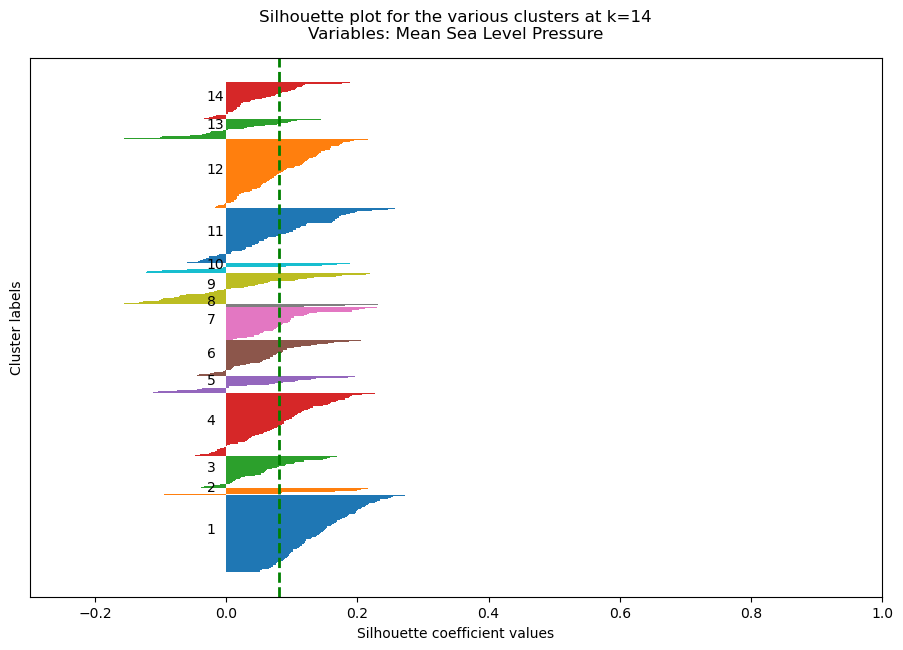 Silhouette plot for the various clusters at k=14
Variables: Mean Sea Level Pressure
Cluster labels
14
13
12
11
10
9
8
7
6
5
4
3
2
1
−0.2 0.0 0.2 0.4 0.6 0.8 1.0
Silhouette coefficient values